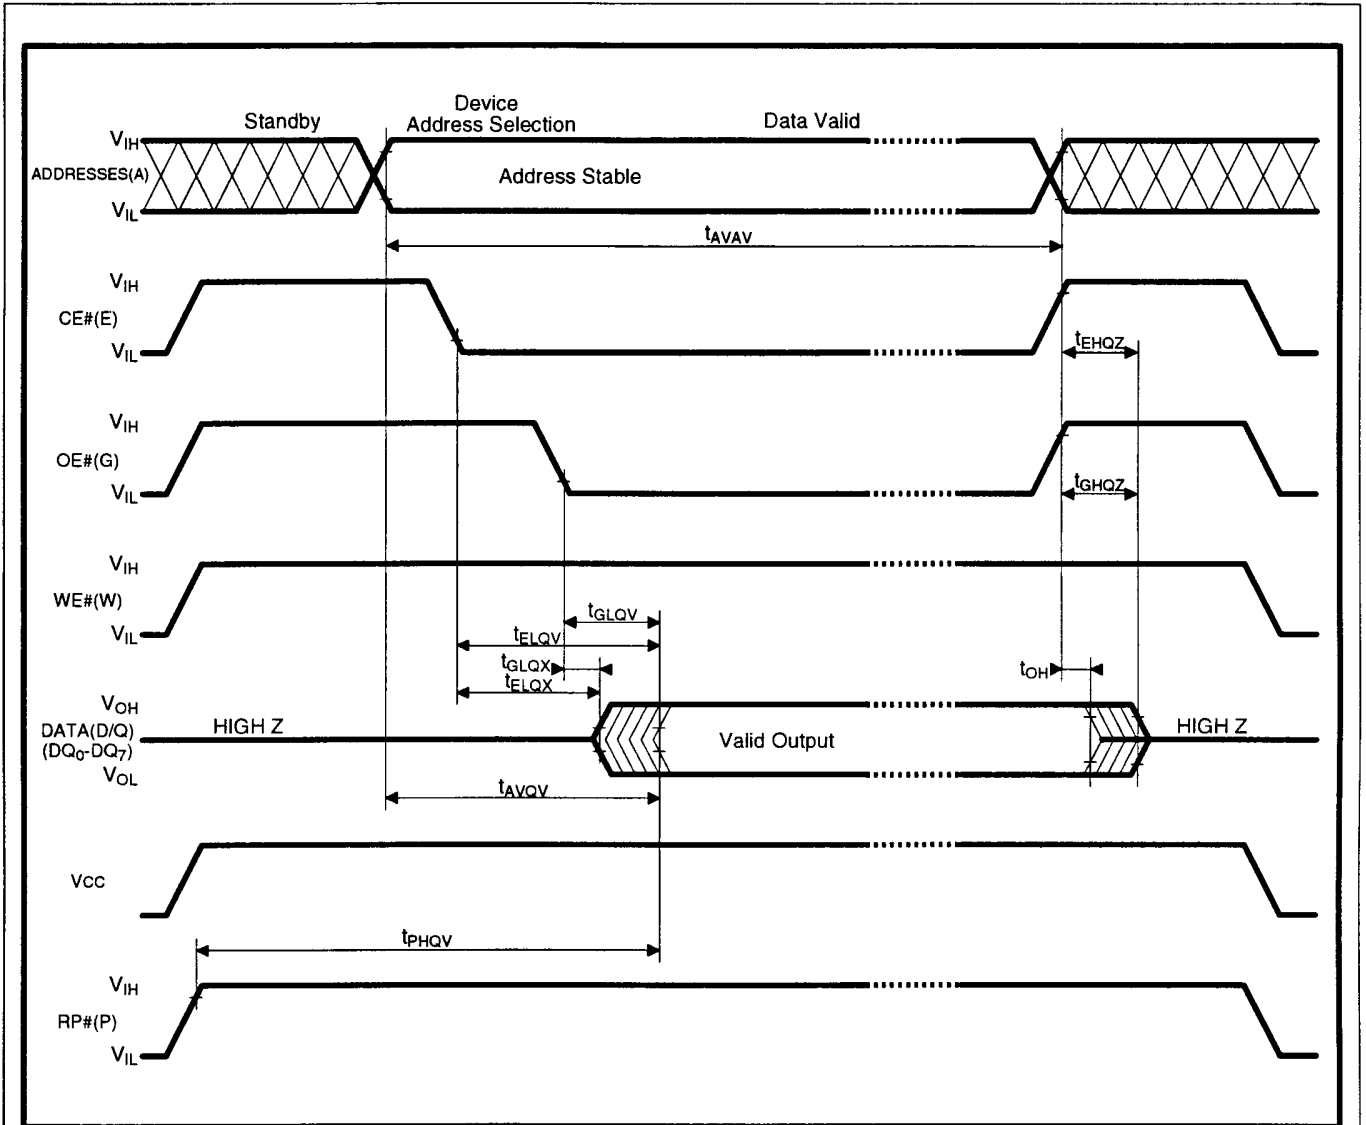 Standby
Device
Address Selection
Data Valid
VIH
ADDRESSES(A)
Address Stable
VIL
tAVAV
VIH
CE#(E)
VIL
tEHQZ
VIH
OE#(G)
VIL
tGHQZ
VIH
WE#(W)
VIL
tGLQV
tELQV
tGLQX
tELQX
tOH
VOH
DATA(D/Q)
(DQ0-DQ7)
VOL
HIGH Z
Valid Output
HIGH Z
tAVQV
VCC
tPHQV
VIH
RP#(P)
VIL